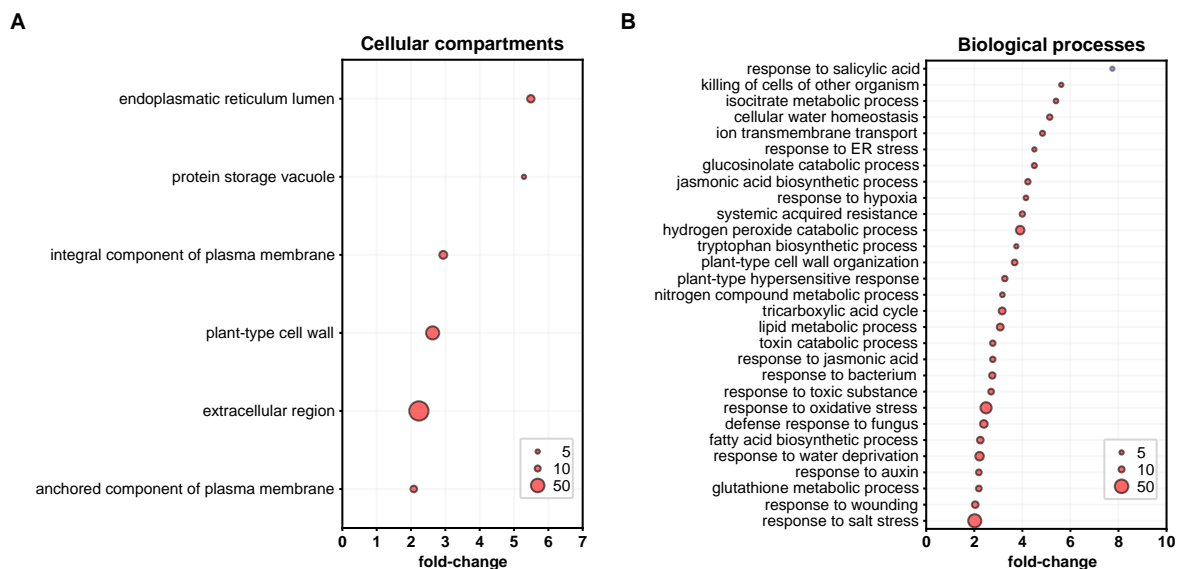 A
Cellular compartments
endoplasmatic reticulum lumen
protein storage vacuole
integral component of plasma membrane
plant-type cell wall
extracellular region
anchored component of plasma membrane
5
10
50
0 1 2 3 4 5 6 7
fold-change
B
Biological processes
response to salicylic acid
killing of cells of other organism
isocitrate metabolic process
cellular water homeostasis
ion transmembrane transport
response to ER stress
glucosinolate catabolic process
jasmonic acid biosynthetic process
response to hypoxia
systemic acquired resistance
hydrogen peroxide catabolic process
tryptophan biosynthetic process
plant-type cell wall organization
plant-type hypersensitive response
nitrogen compound metabolic process
tricarboxylic acid cycle
lipid metabolic process
toxin catabolic process
response to jasmonic acid
response to bacterium
response to toxic substance
response to oxidative stress
defense response to fungus
fatty acid biosynthetic process
response to water deprivation
response to auxin
glutathione metabolic process
response to wounding
response to salt stress
5
10
50
0 2 4 6 8 10
fold-change